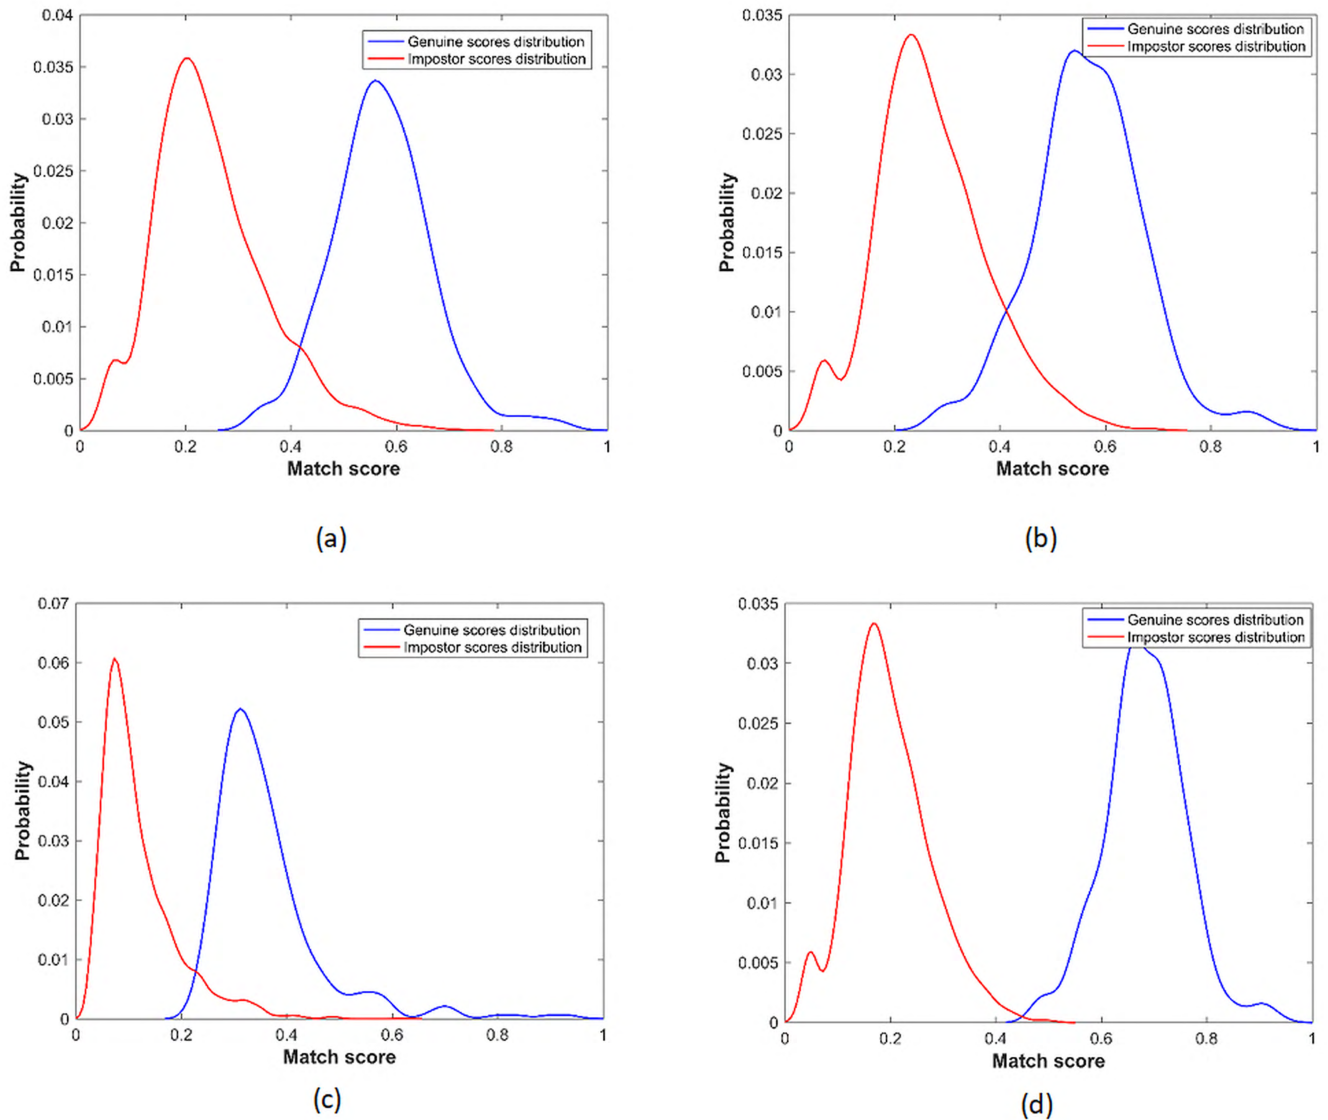 0.04
0.035
0.03
0.025
0.02
0.015
0.01
0.005
0
Probability
Genuine scores distribution
Impostor scores distribution
0 0.2 0.4 0.6 0.8 1
Match score
(a)
0.035
0.03
0.025
0.02
0.015
0.01
0.005
0
Probability
Genuine scores distribution
Impostor scores distribution
0 0.2 0.4 0.6 0.8 1
Match score
(b)
0.07
0.06
0.05
0.04
0.03
0.02
0.01
0
Probability
Genuine scores distribution
Impostor scores distribution
0 0.2 0.4 0.6 0.8 1
Match score
(c)
0.035
0.03
0.025
0.02
0.015
0.01
0.005
0
Probability
Genuine scores distribution
Impostor scores distribution
0 0.2 0.4 0.6 0.8 1
Match score
(d)